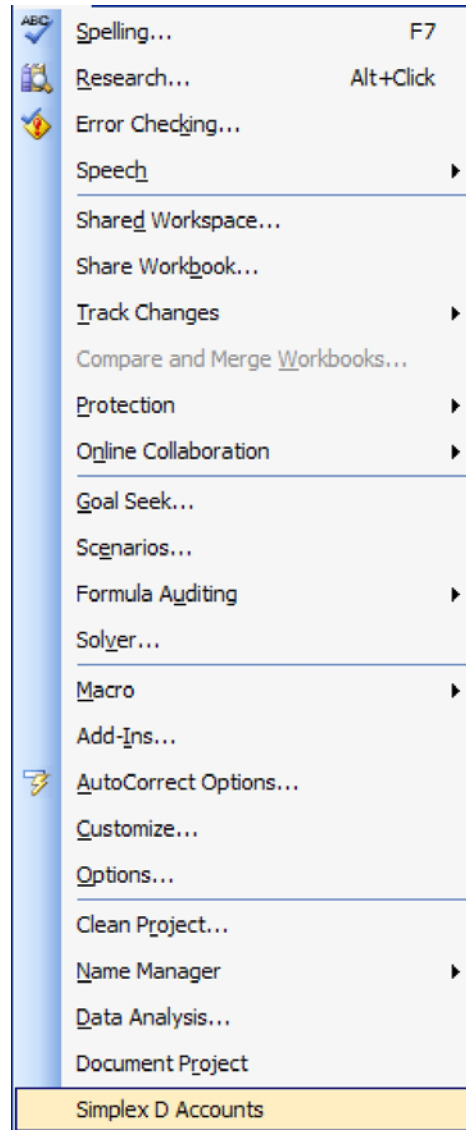 ABC Spelling... F7
Research... Alt+Click
Error Checking...
Speech
Shared Workspace...
Share Workbook...
Track Changes
Compare and Merge Workbooks...
Protection
Online Collaboration
Goal Seek...
Scenarios...
Formula Auditing
Solver...
Macro
Add-Ins...
AutoCorrect Options...
Customize...
Options...
Clean Project...
Name Manager
Data Analysis...
Document Project
Simplex D Accounts